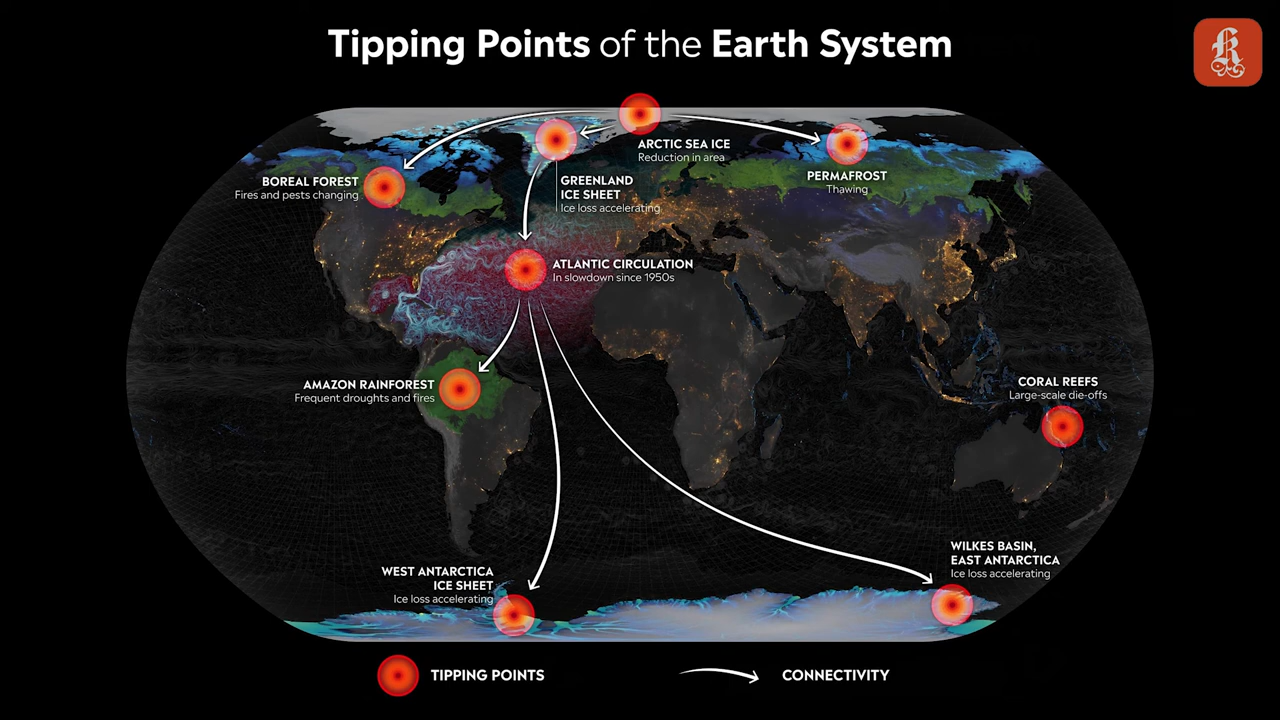 Tipping Points of the Earth System
ARCTIC SEA ICE
Reduction in area
BOREAL FOREST
Fires and pests changing
GREENLAND
ICE SHEET
Ice loss accelerating
PERMAFROST
Thawing
ATLANTIC CIRCULATION
In slowdown since 1950s
AMAZON RAINFOREST
Frequent droughts and fires
CORAL REEFS
Large-scale die-offs
WEST ANTARCTICA
ICE SHEET
Ice loss accelerating
WILKES BASIN,
EAST ANTARCTICA
Ice loss accelerating
TIPPING POINTS
CONNECTIVITY